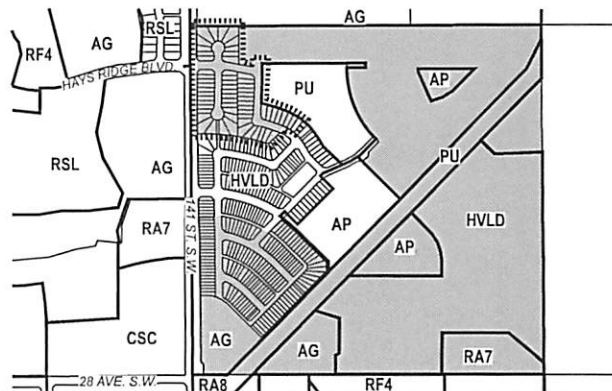 AG
RSL
RF4
AG
HAYS RIDGE BLVD.
PU
AP
PU
RSL
AG
HVLD
HVLD
141 ST. S.W.
RA7
AP
AP
CSC
AG
AG
RA7
28 AVE. S.W.
RA8
RF4